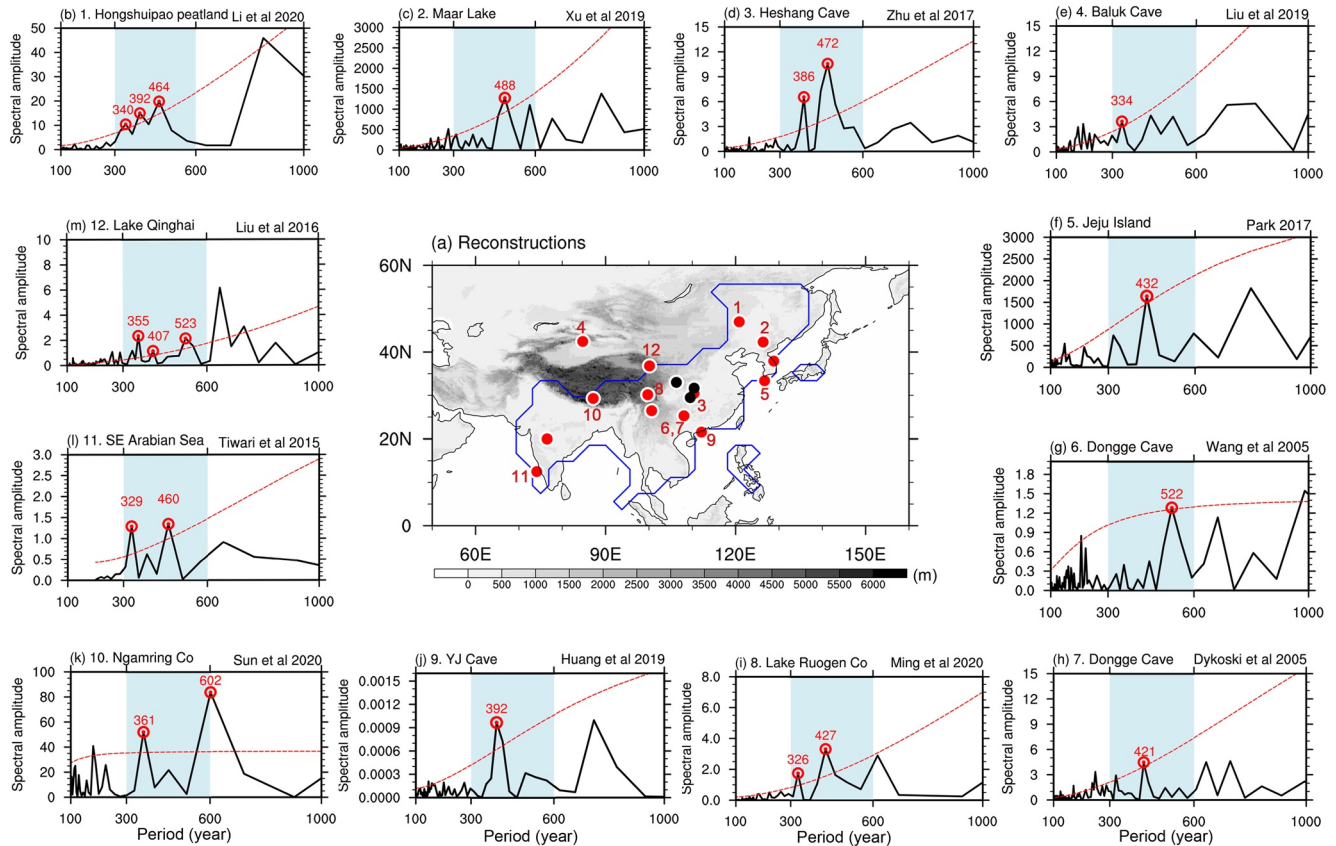 (b) 1. Hongshuipao peatland Li et al 2020
Spectral amplitude
50
40
30
20
10
0
340
392
464
100 300 600 1000
(c) 2. Maar Lake Xu et al 2019
Spectral amplitude
3000
2500
2000
1500
1000
500
0
488
100 300 600 1000
(d) 3. Heshang Cave Zhu et al 2017
Spectral amplitude
15
12
9
6
3
0
386
472
100 300 600 1000
(e) 4. Baluk Cave Liu et al 2019
Spectral amplitude
15
12
9
6
3
0
334
100 300 600 1000
(m) 12. Lake Qinghai Liu et al 2016
Spectral amplitude
10
8
6
4
2
0
355
407
523
100 300 600 1000
(a) Reconstructions
60N
40N
20N
0
1
2
4
12
5
8
3
10
6,7
9
11
60E 90E 120E 150E
0 500 1000 1500 2000 2500 3000 3500 4000 4500 5000 5500 6000 (m)
(f) 5. Jeju Island Park 2017
Spectral amplitude
3000
2500
2000
1500
1000
500
0
432
100 300 600 1000
(l) 11. SE Arabian Sea Tiwari et al 2015
Spectral amplitude
3.0
2.5
2.0
1.5
1.0
0.5
0.0
329
460
100 300 600 1000
(g) 6. Dongge Cave Wang et al 2005
Spectral amplitude
1.8
1.5
1.2
0.9
0.6
0.3
0.0
522
100 300 600 1000
(k) 10. Ngamring Co Sun et al 2020
Spectral amplitude
100
80
60
40
20
0
361
602
100 300 600 1000
Period (year)
(j) 9. YJ Cave Huang et al 2019
Spectral amplitude
0.0015
0.0012
0.0009
0.0006
0.0003
0.0000
392
100 300 600 1000
Period (year)
(i) 8. Lake Ruogen Co Ming et al 2020
Spectral amplitude
8.0
6.0
4.0
2.0
0.0
326
427
100 300 600 1000
Period (year)
(h) 7. Dongge Cave Dykoski et al 2005
Spectral amplitude
15
12
9
6
3
0
421
100 300 600 1000
Period (year)